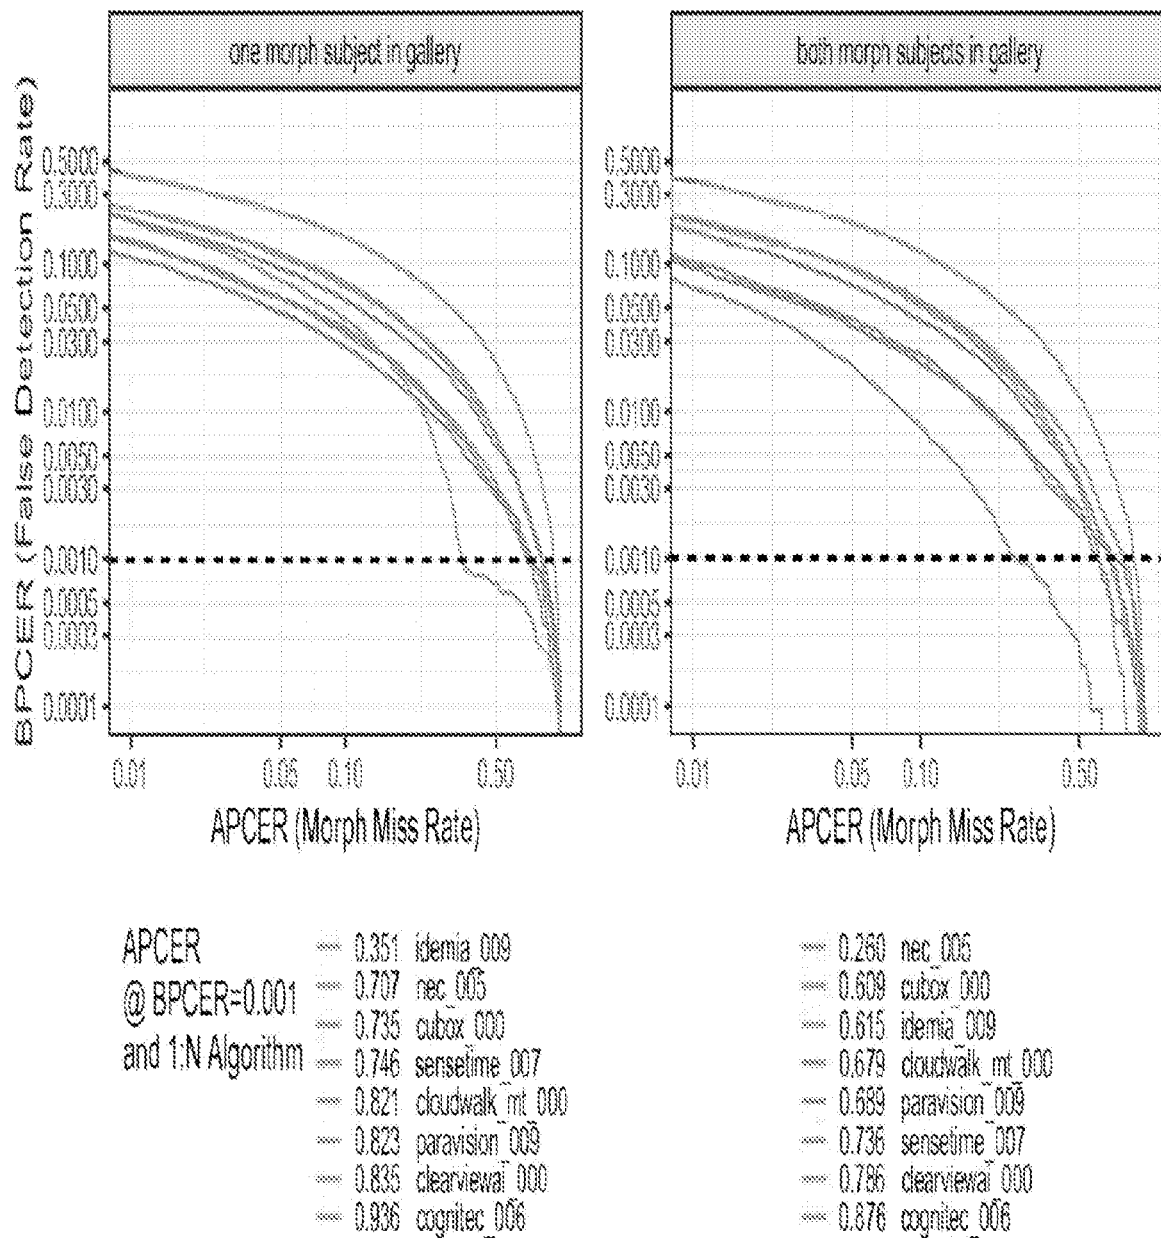 one morph subject in gallery
both morph subjects in gallery
BPCER (False Detection Rate)
0.5000
0.3000
0.1000
0.0500
0.0300
0.0100
0.0050
0.0030
0.0010
0.0005
0.0003
0.0001
0.5000
0.3000
0.1000
0.0500
0.0300
0.0100
0.0050
0.0030
0.0010
0.0005
0.0003
0.0001
0.01 0.05 0.10 0.50
0.01 0.05 0.10 0.50
APCER (Morph Miss Rate)
APCER (Morph Miss Rate)
APCER
@ BPCER=0.001
and 1:N Algorithm
0.351 idemia_009
0.707 nec_005
0.735 cubox_000
0.746 sensetime_007
0.821 cloudwalk_mt_000
0.823 paravision_009
0.835 clearviewai_000
0.936 cognitec_006
0.260 nec_005
0.609 cubox_000
0.615 idemia_009
0.679 cloudwalk_mt_000
0.689 paravision_009
0.736 sensetime_007
0.786 clearviewai_000
0.876 cognitec_006